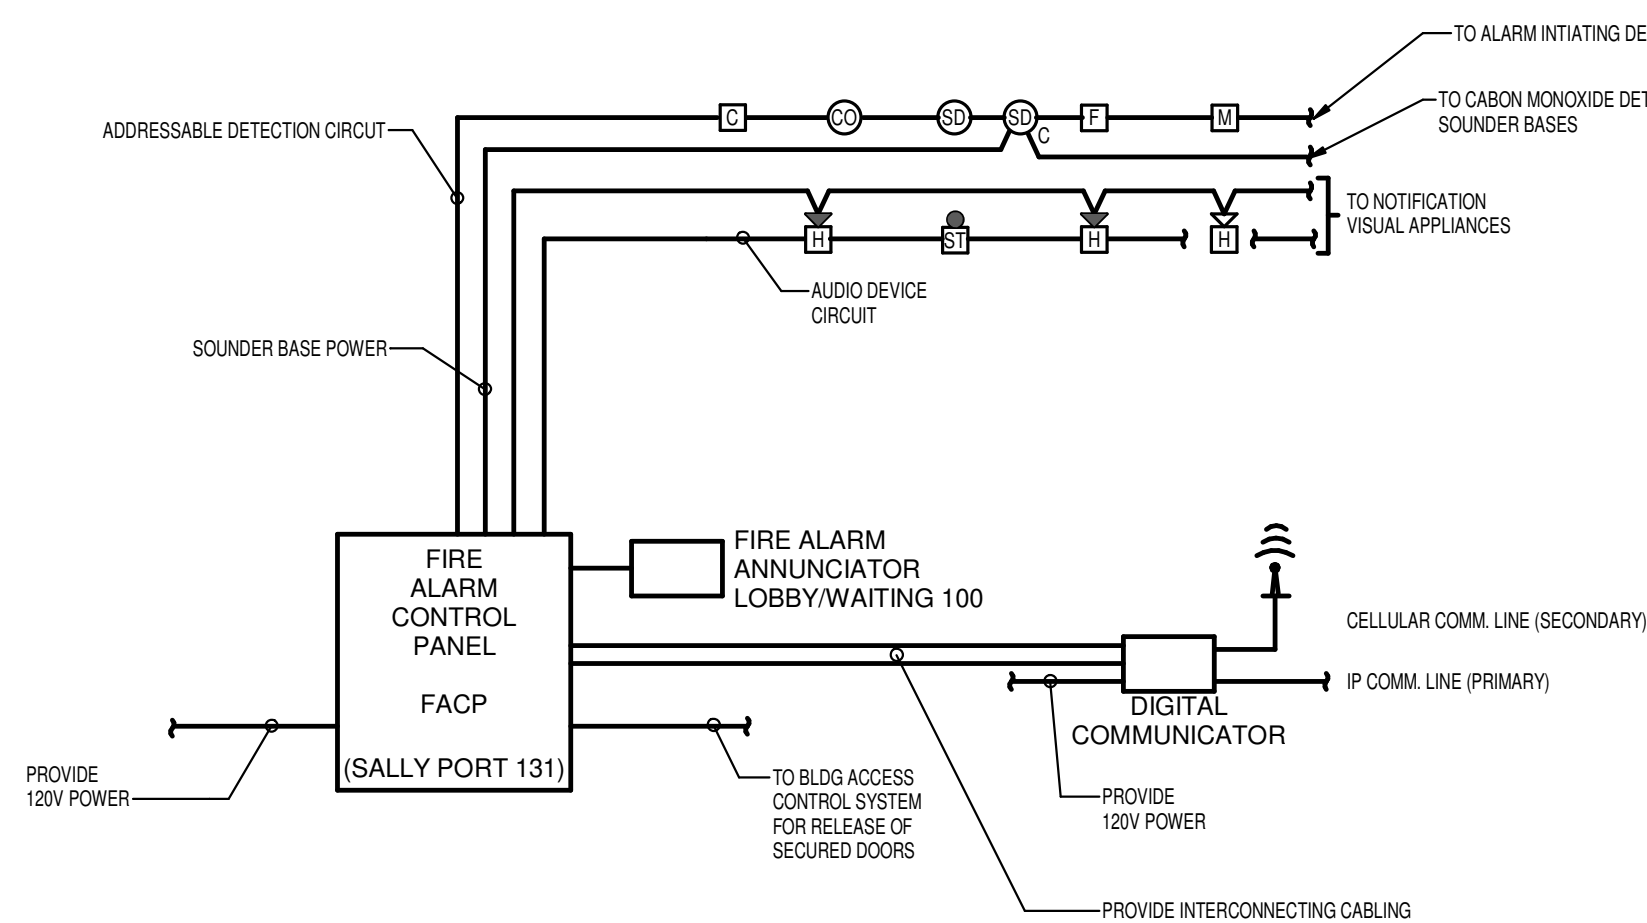 TO ALARM INTIATING DE
C CO SD SD F M
C
TO CABON MONOXIDE DET
SOUNDER BASES
ADDRESSABLE DETECTION CIRCUT
TO NOTIFICATION
VISUAL APPLIANCES
H ST H H
AUDIO DEVICE
CIRCUIT
SOUNDER BASE POWER
FIRE
ALARM
CONTROL
PANEL
FACP
(SALLY PORT 131)
FIRE ALARM
ANNUNCIATOR
LOBBY/WAITING 100
CELLULAR COMM. LINE (SECONDARY)
IP COMM. LINE (PRIMARY)
DIGITAL
COMMUNICATOR
PROVIDE
120V POWER
TO BLDG ACCESS
CONTROL SYSTEM
FOR RELEASE OF
SECURED DOORS
PROVIDE
120V POWER
PROVIDE INTERCONNECTING CABLING